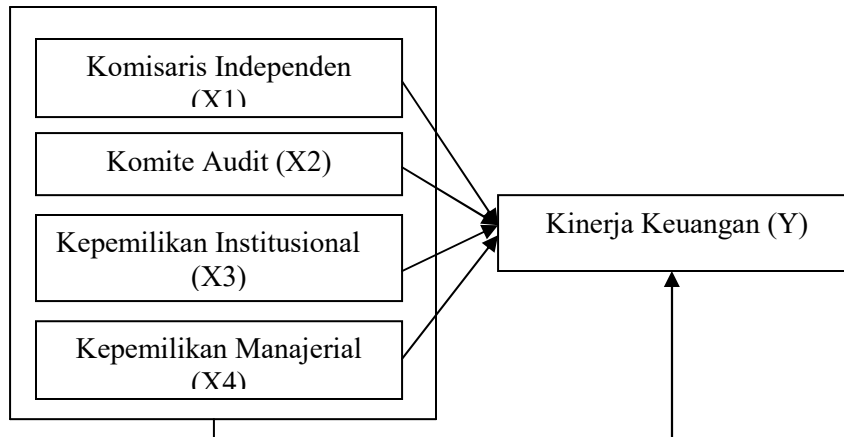 Komisaris Independen
(X1)
Komite Audit (X2)
Kepemilikan Institusional
(X3)
Kepemilikan Manajerial
(X4)
Kinerja Keuangan (Y)